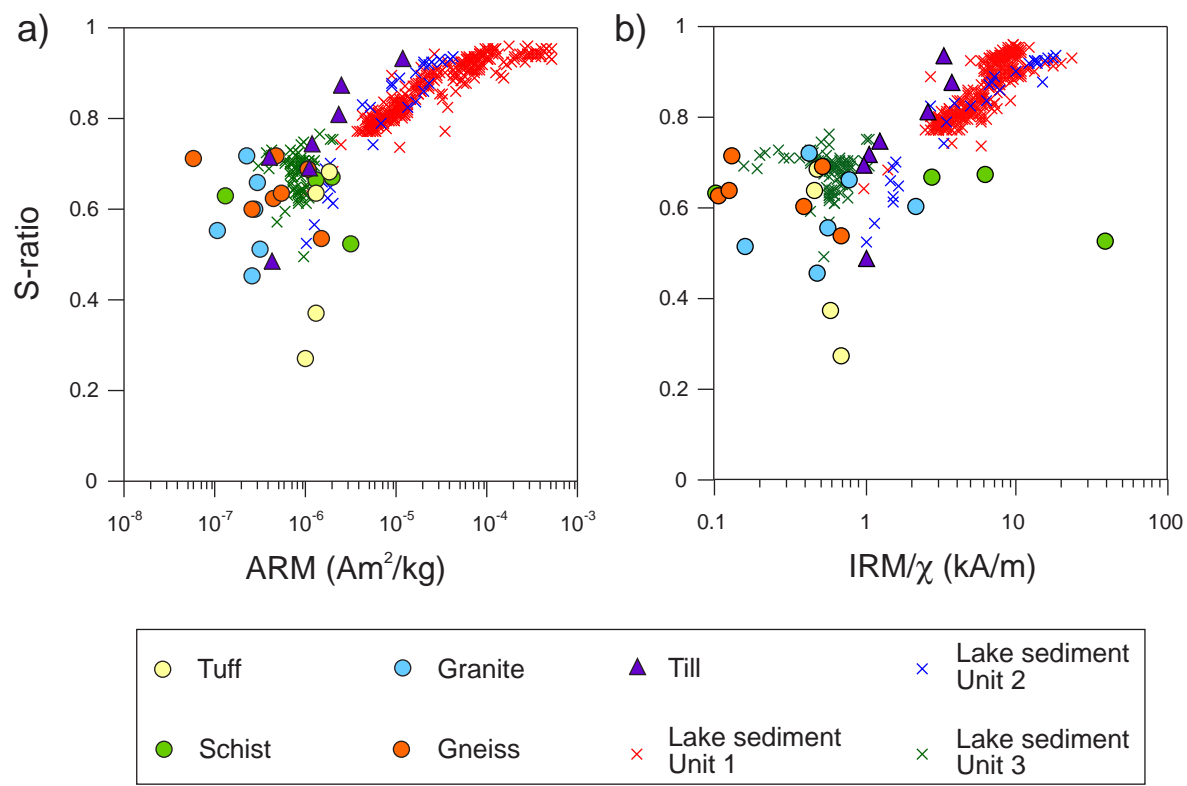 a)
1
0.8
0.6
0.4
0.2
0
S-ratio
10⁻⁸
10⁻⁷
10⁻⁶
10⁻⁵
10⁻⁴
10⁻³
ARM (Am²/kg)
b)
1
0.8
0.6
0.4
0.2
0
0.1
1
10
100
IRM/χ (kA/m)
Tuff
Granite
Till
Lake sediment
Unit 2
Schist
Gneiss
Lake sediment
Unit 1
Lake sediment
Unit 3